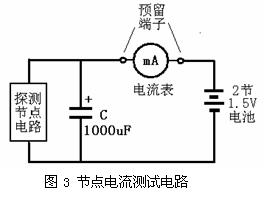 预留
端子
mA
电流表
探测
节点
电路
+
C
1000uF
2节
1.5V
电池
图 3 节点电流测试电路